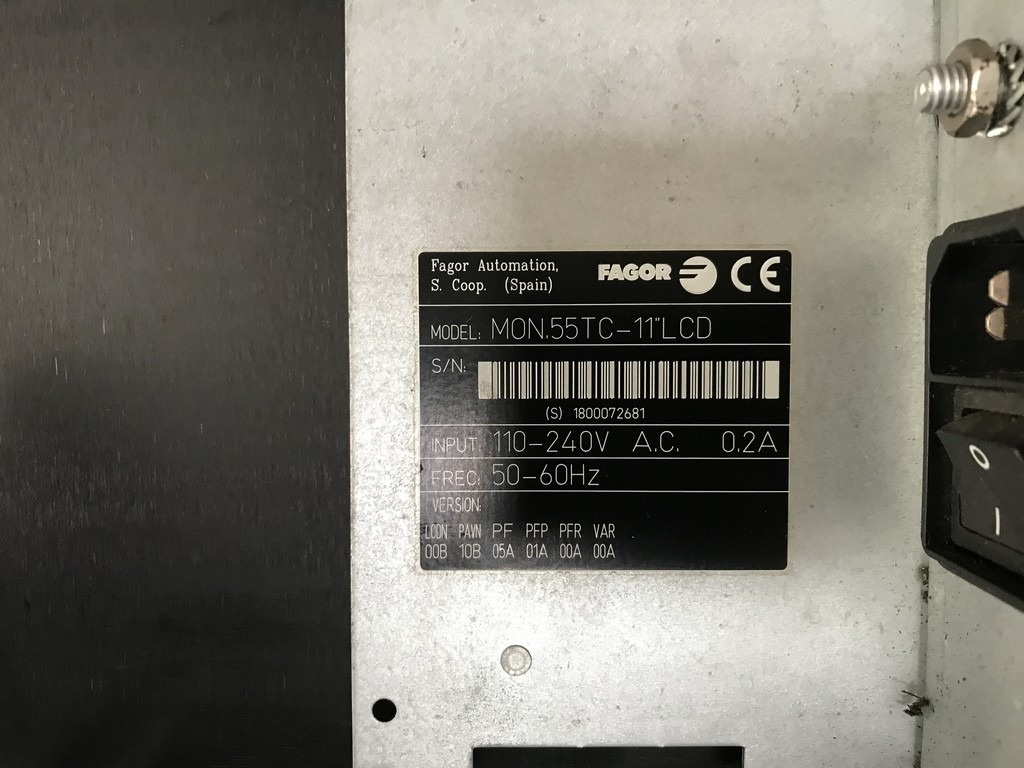 Fagor Automation,
S. Coop. (Spain)
FAGOR CE
MODEL: MON.55TC-11"LCD
S/N:
(S) 1800072681
INPUT: 110-240V A.C. 0.2A
FREC: 50-60Hz
VERSION:
LCDN PAVN PF PFP PFR VAR
00B 10B 05A 01A 00A 00A
O
I